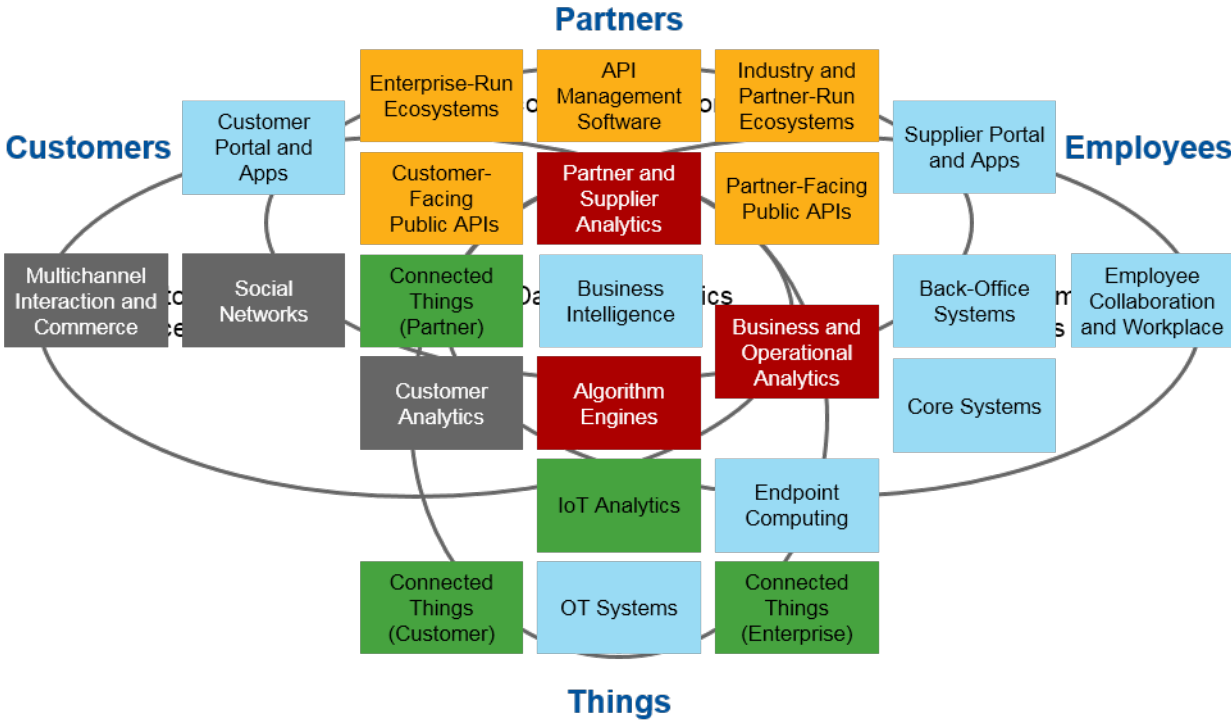 Partners
Enterprise-Run
Ecosystems
API
Management
Software
Industry and
Partner-Run
Ecosystems
Customers
Customer
Portal and
Apps
Supplier Portal
and Apps
Employees
Customer-
Facing
Public APIs
Partner and
Supplier
Analytics
Partner-Facing
Public APIs
Multichannel
Interaction and
Commerce
Social
Networks
Connected
Things
(Partner)
Business
Intelligence
Business and
Operational
Analytics
Back-Office
Systems
Employee
Collaboration
and Workplace
Customer
Analytics
Algorithm
Engines
Core Systems
IoT Analytics
Endpoint
Computing
Connected
Things
(Customer)
OT Systems
Connected
Things
(Enterprise)
Things